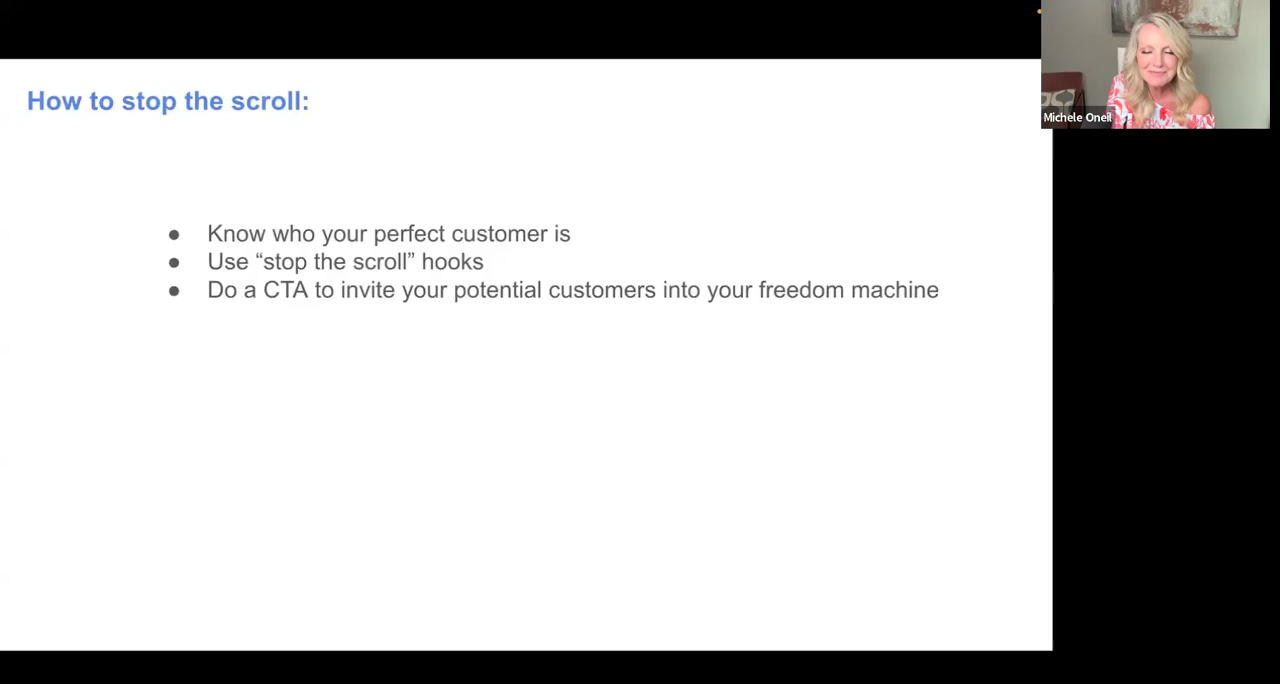 How to stop the scroll:
● Know who your perfect customer is
● Use “stop the scroll” hooks
● Do a CTA to invite your potential customers into your freedom machine
Michele Oneil